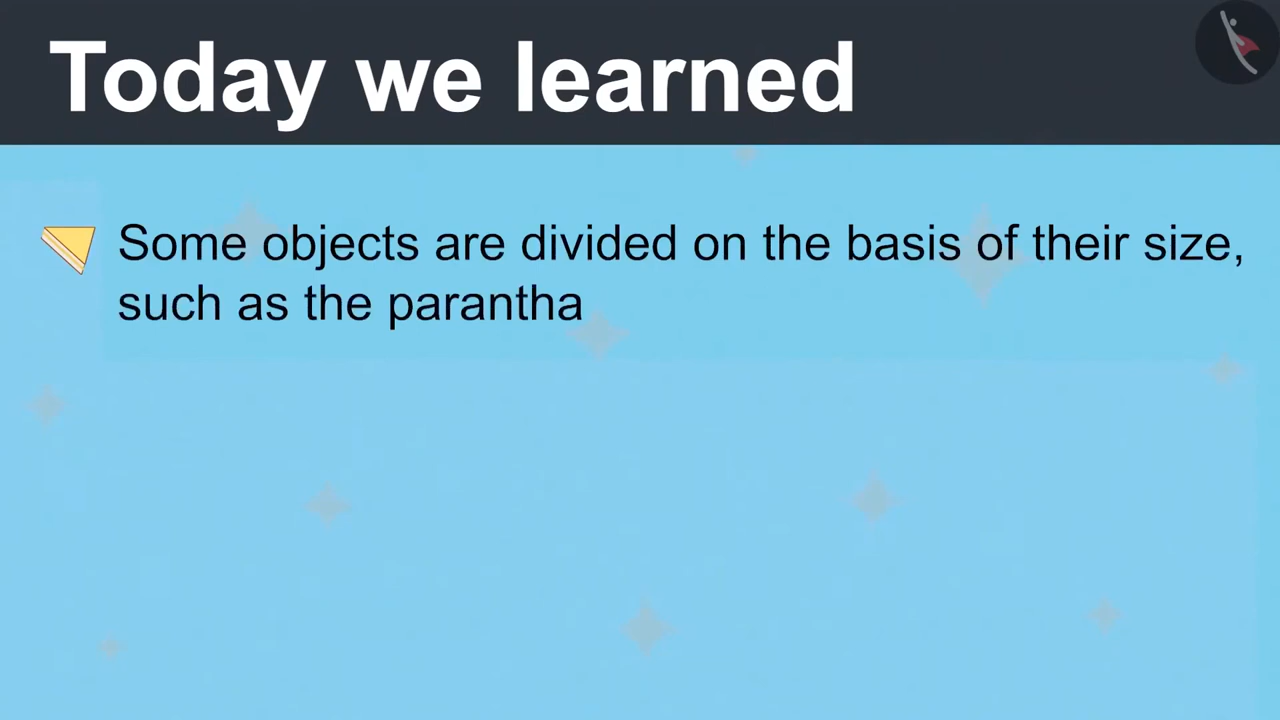 Today we learned
Some objects are divided on the basis of their size,
such as the parantha